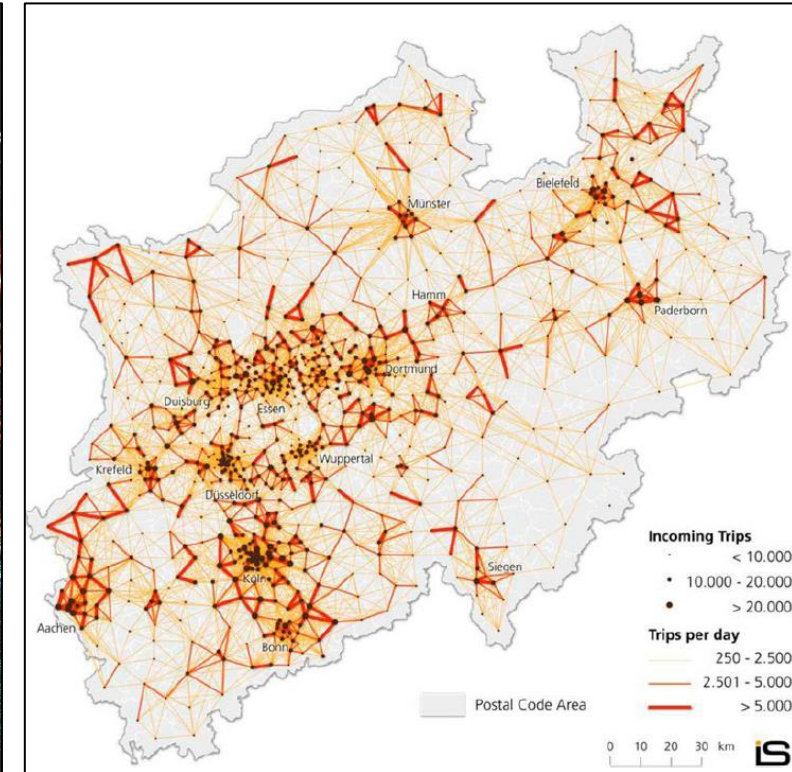 Bielefeld
Münster
Hamm
Paderborn
Dortmund
Duisburg
Essen
Wuppertal
Krefeld
Düsseldorf
Köln
Siegen
Aachen
Bonn
Incoming Trips
< 10.000
10.000 - 20.000
> 20.000
Trips per day
250 - 2.500
2.501 - 5.000
> 5.000
Postal Code Area
0 10 20 30 km
iS